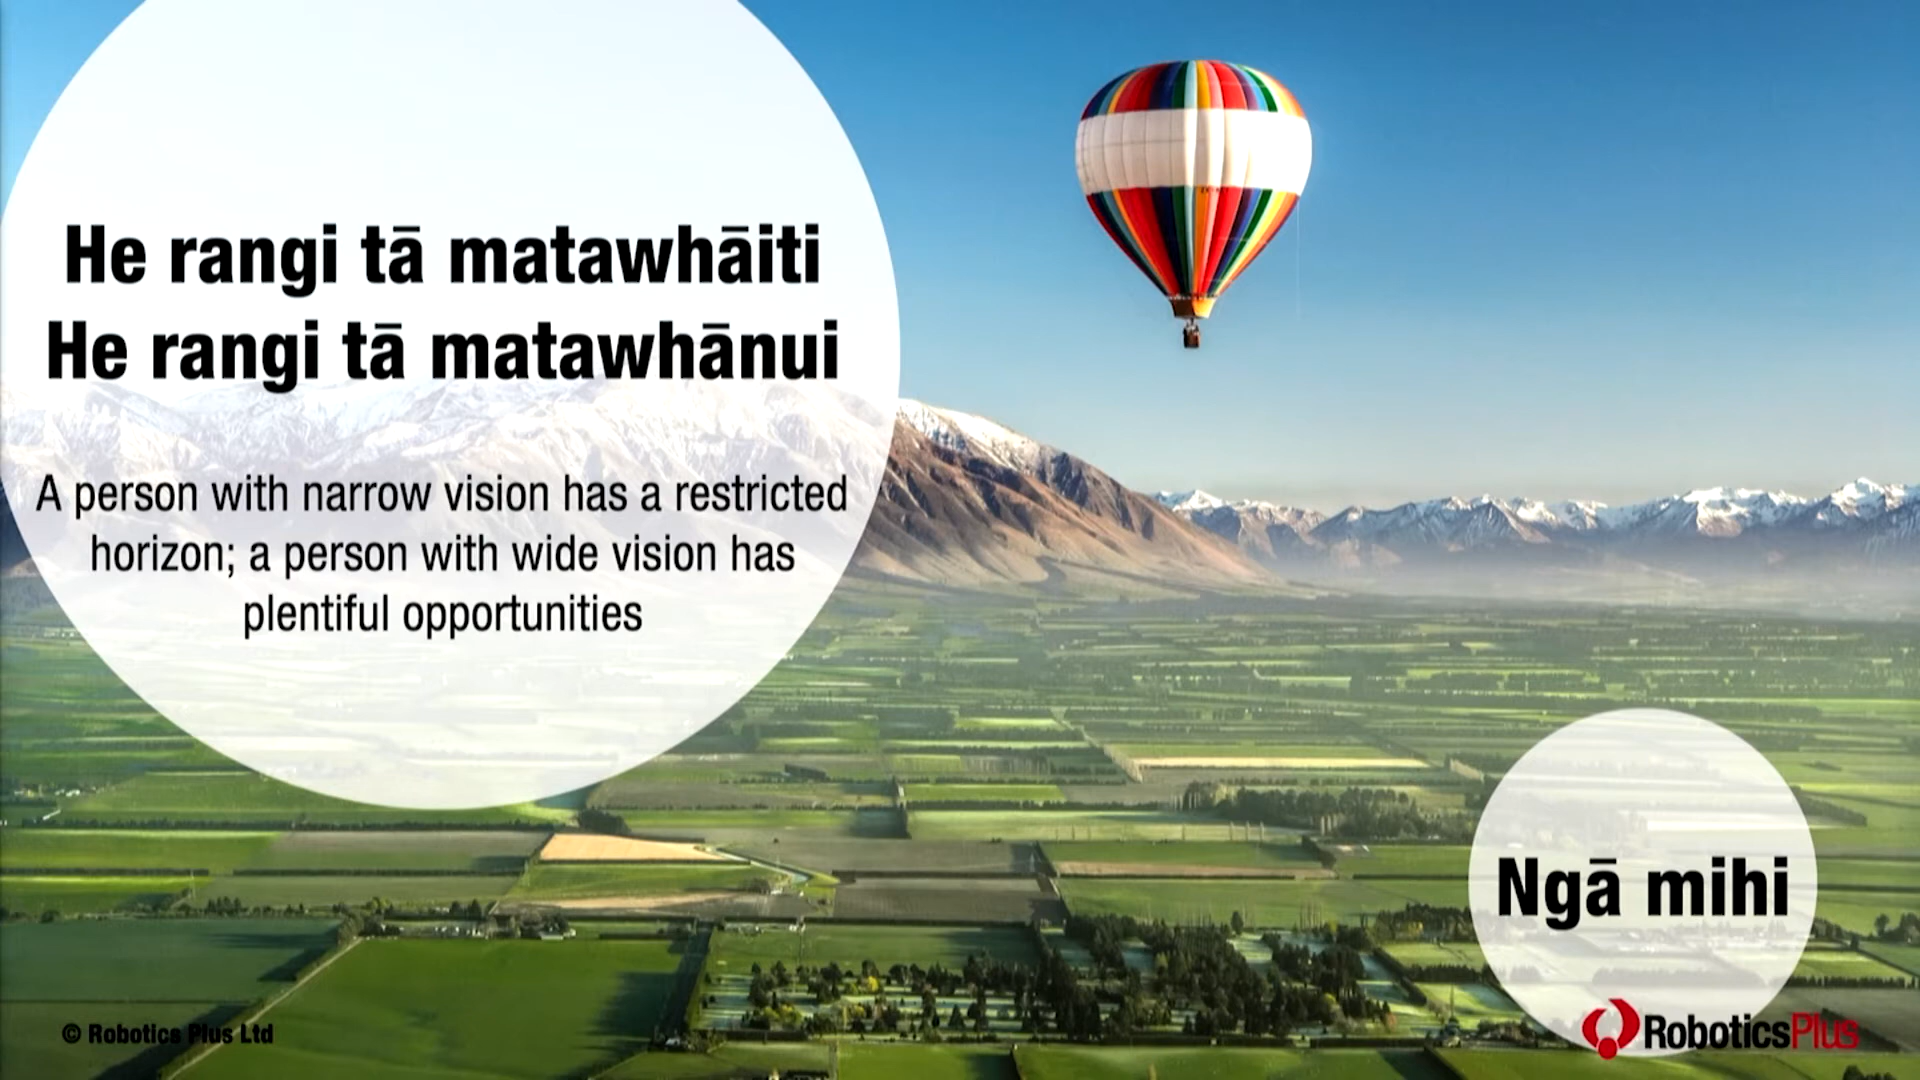 He rangi tā matawhāiti
He rangi tā matawhānui
A person with narrow vision has a restricted
horizon; a person with wide vision has
plentiful opportunities
Ngā mihi
© Robotics Plus Ltd
RoboticsPlus